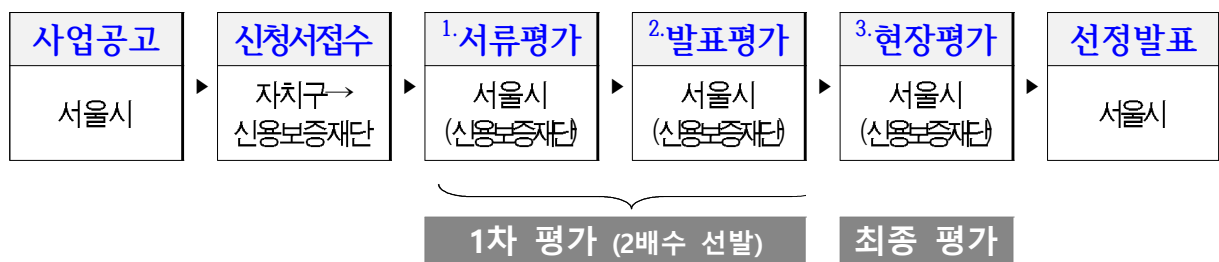 사업공고
서울시
▶
신청서접수
자치구→
신용보증재단
▶
1.서류평가
서울시
(신용보증재단)
▶
2.발표평가
서울시
(신용보증재단)
▶
3.현장평가
서울시
(신용보증재단)
▶
선정발표
서울시
1차 평가 (2배수 선발)
최종 평가